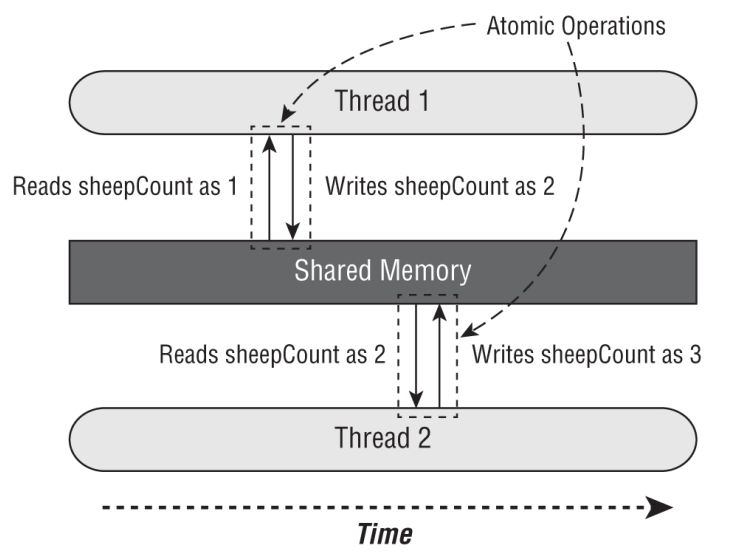 Atomic Operations
Thread 1
Reads sheepCount as 1
Writes sheepCount as 2
Shared Memory
Reads sheepCount as 2
Writes sheepCount as 3
Thread 2
Time